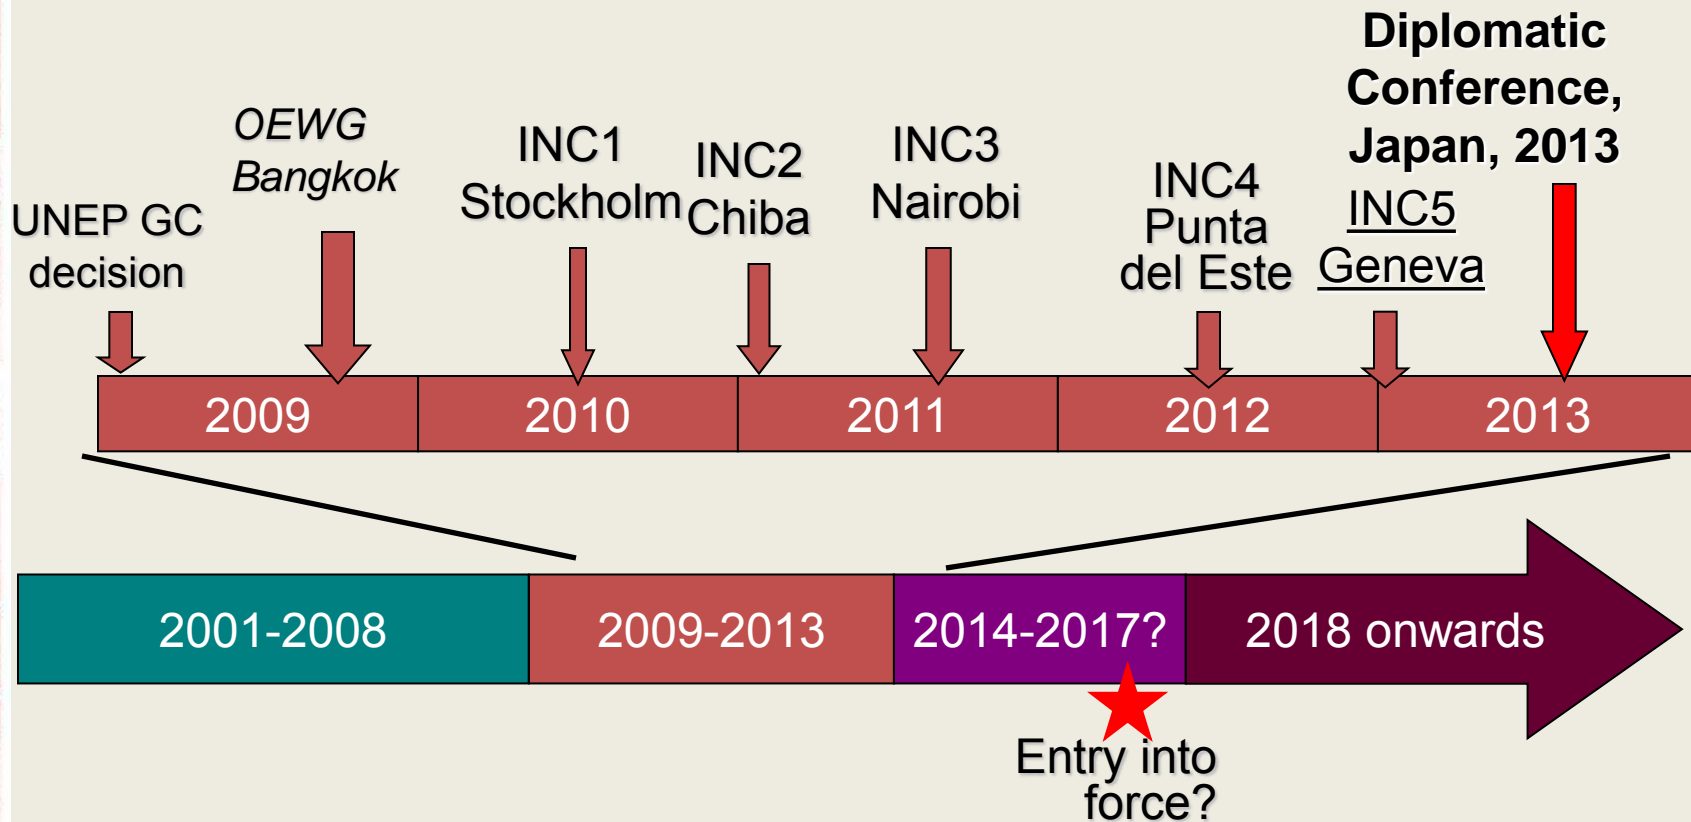 Diplomatic
Conference,
Japan, 2013
OEWG
Bangkok
INC1
Stockholm
INC2
Chiba
INC3
Nairobi
INC4
Punta
del Este
INC5
Geneva
UNEP GC
decision
2009
2010
2011
2012
2013
2001-2008
2009-2013
2014-2017?
2018 onwards
Entry into
force?